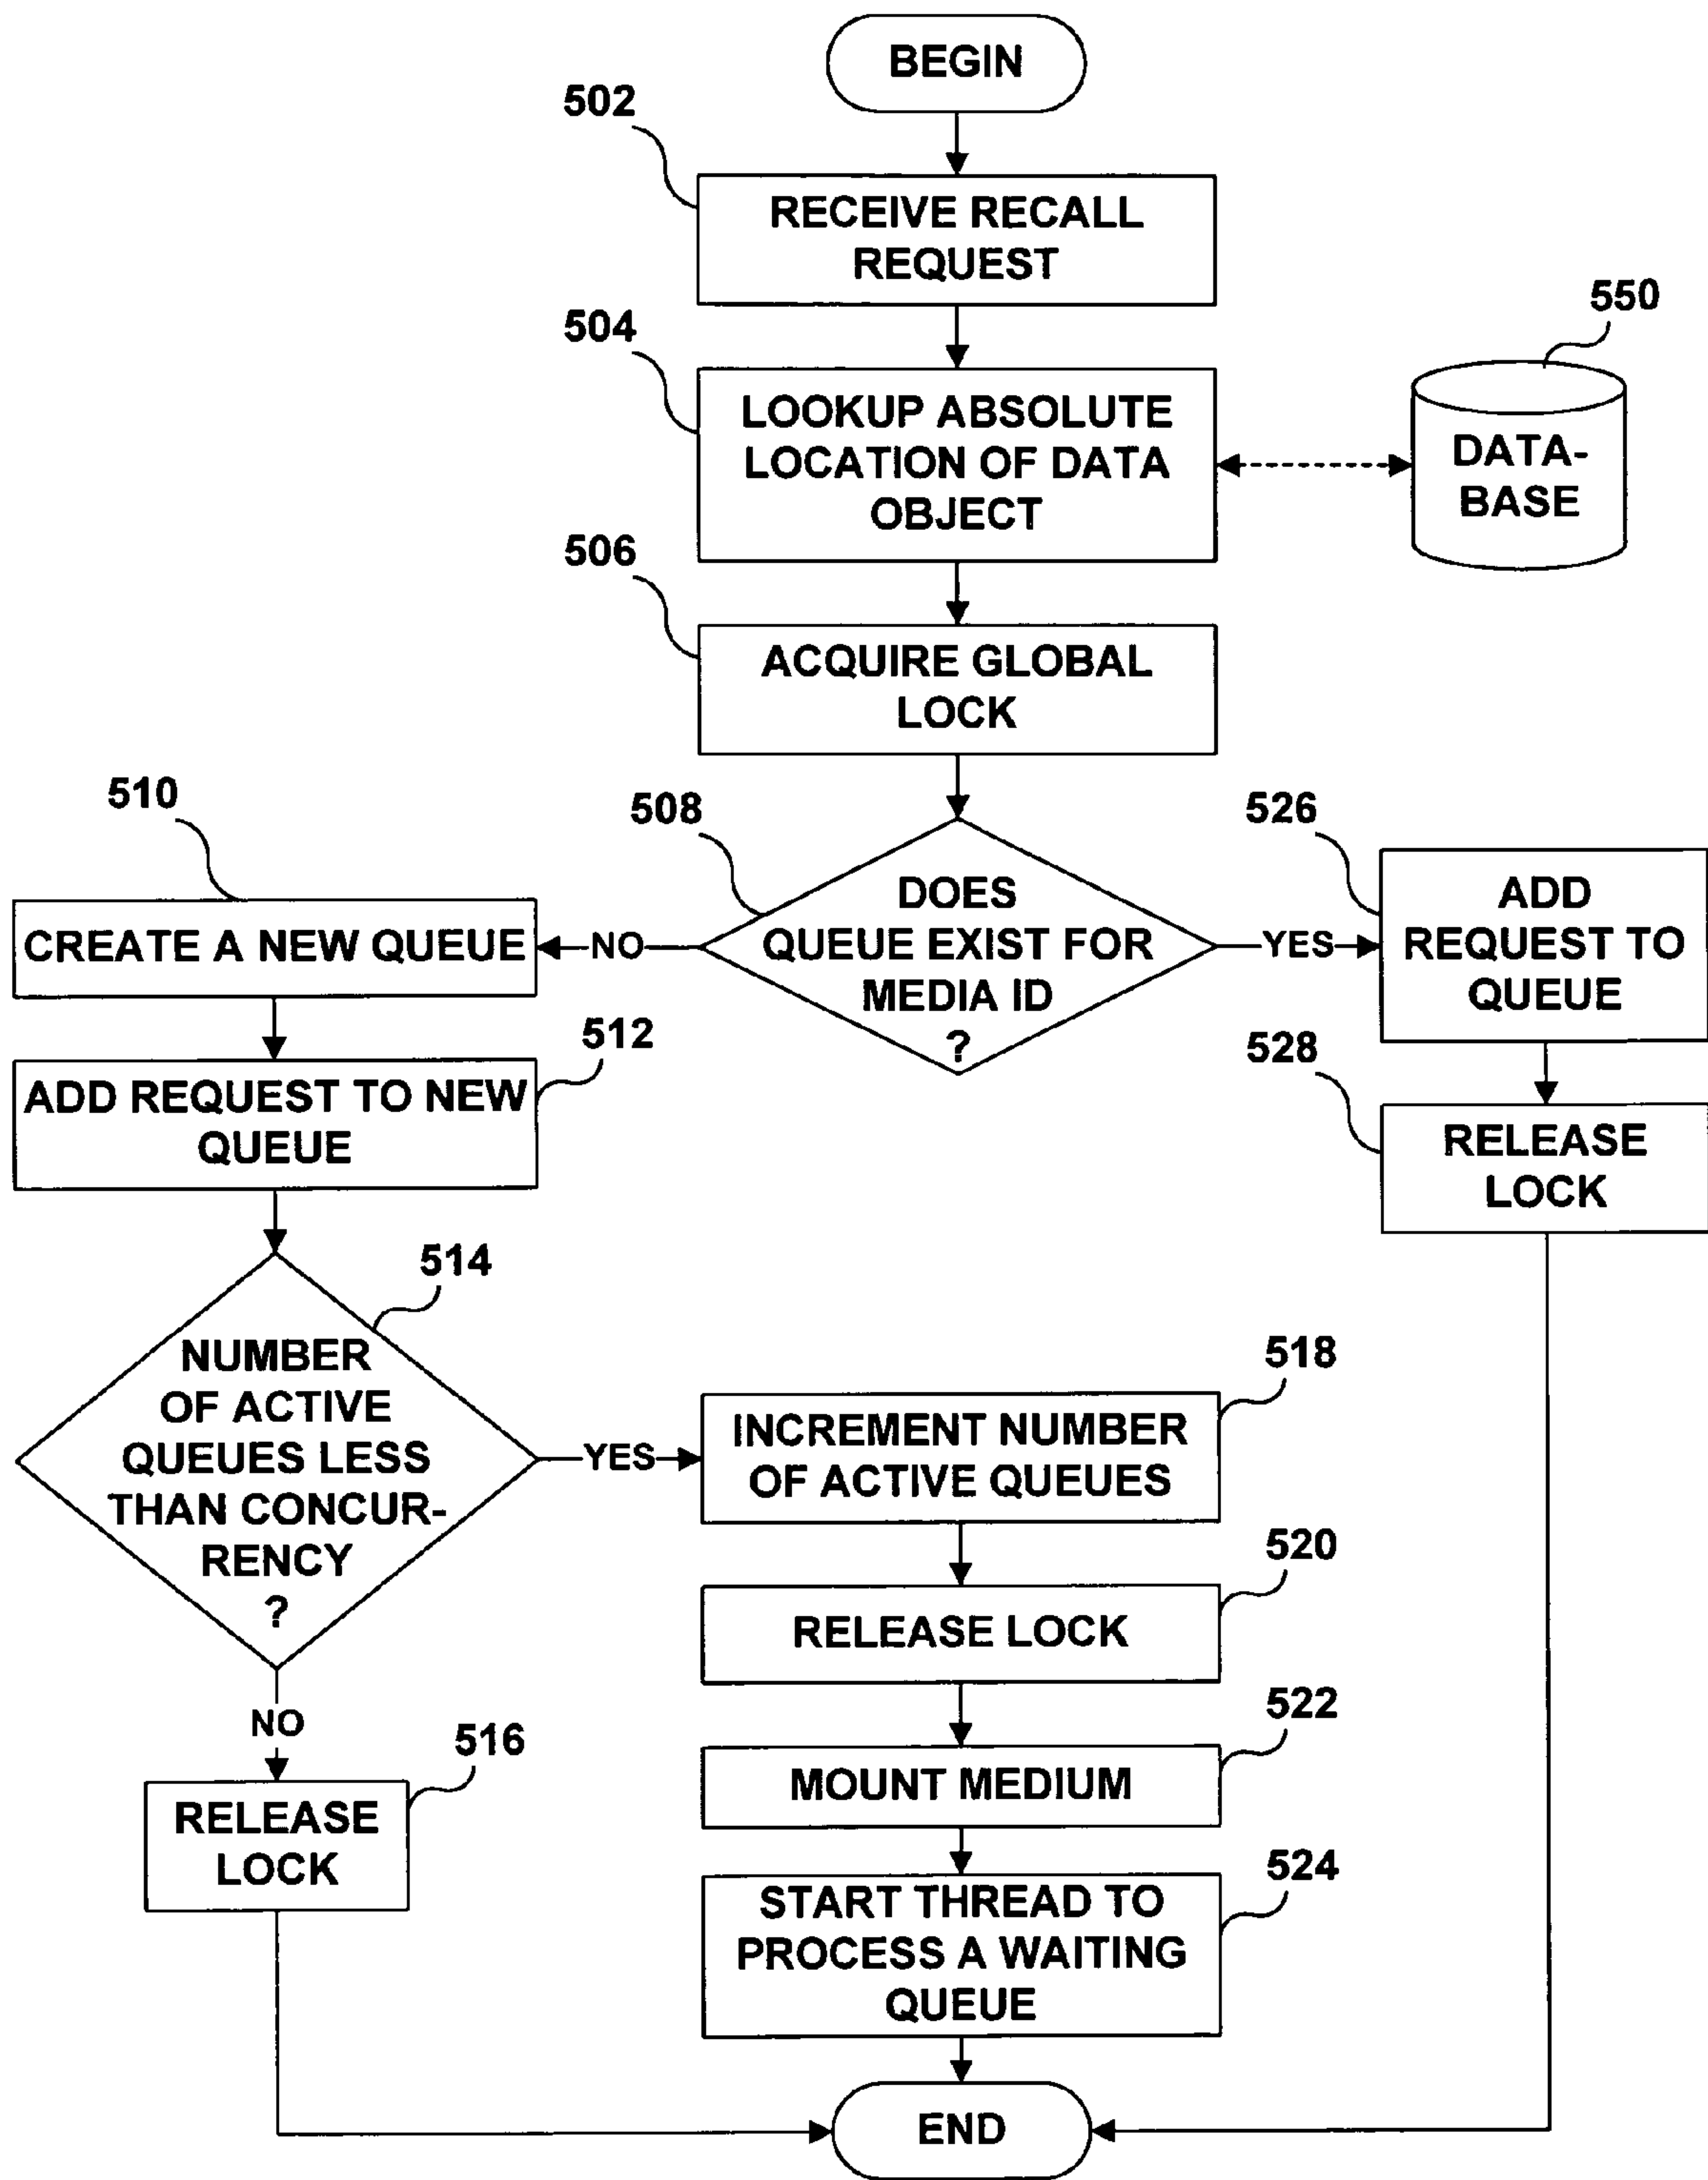 BEGIN
502
RECEIVE RECALL
REQUEST
504
LOOKUP ABSOLUTE
LOCATION OF DATA
OBJECT
550
DATA-
BASE
506
ACQUIRE GLOBAL
LOCK
508
DOES
QUEUE EXIST FOR
MEDIA ID
?
NO
YES
510
CREATE A NEW QUEUE
512
ADD REQUEST TO NEW
QUEUE
526
ADD
REQUEST TO
QUEUE
528
RELEASE
LOCK
514
NUMBER
OF ACTIVE
QUEUES LESS
THAN CONCUR-
RENCY
?
YES
NO
516
RELEASE
LOCK
518
INCREMENT NUMBER
OF ACTIVE QUEUES
520
RELEASE LOCK
522
MOUNT MEDIUM
524
START THREAD TO
PROCESS A WAITING
QUEUE
END